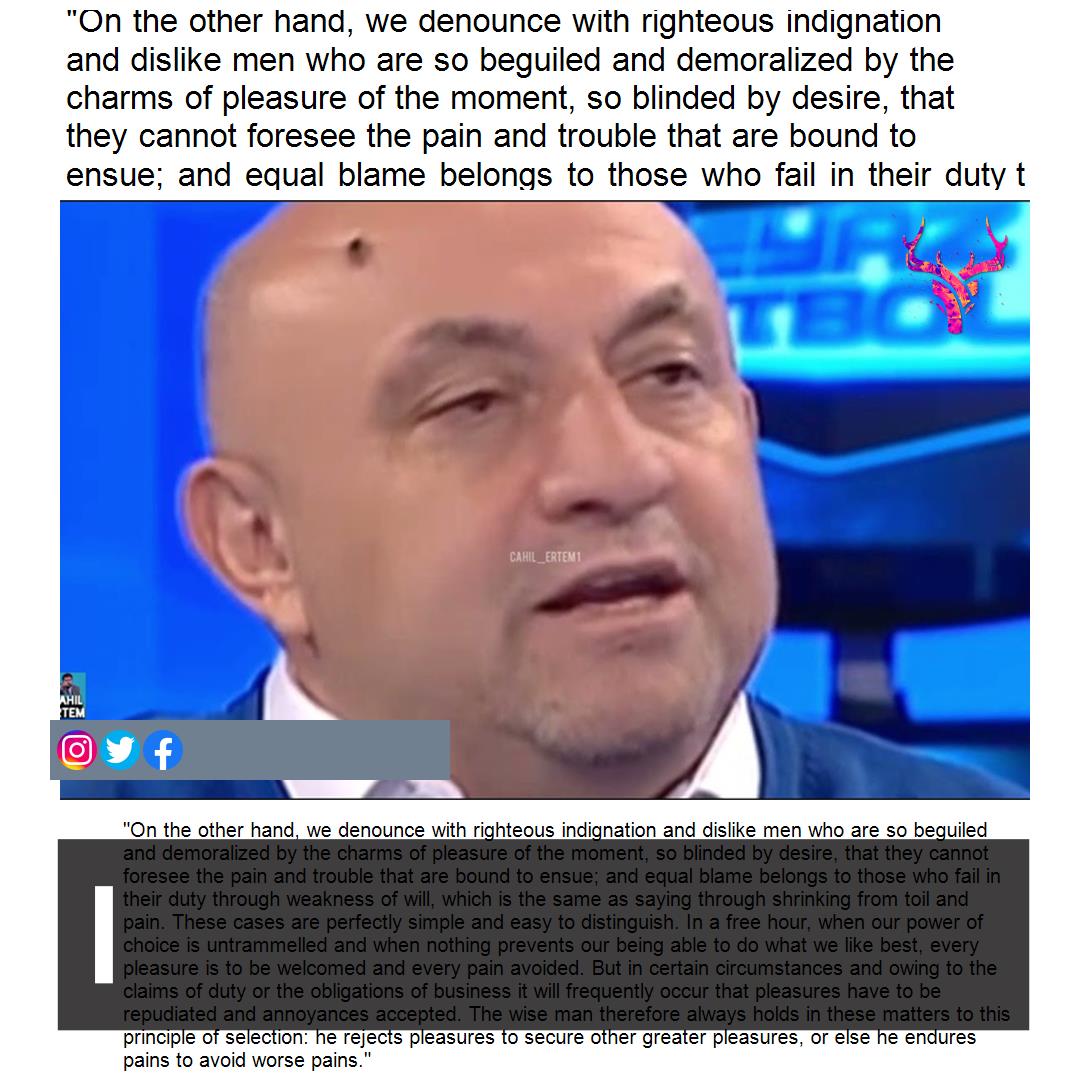 "On the other hand, we denounce with righteous indignation
and dislike men who are so beguiled and demoralized by the
charms of pleasure of the moment, so blinded by desire, that
they cannot foresee the pain and trouble that are bound to
ensue; and equal blame belongs to those who fail in their duty t
CAHIL_ERTEM1
AHIL
RTEM
"On the other hand, we denounce with righteous indignation and dislike men who are so beguiled
and demoralized by the charms of pleasure of the moment, so blinded by desire, that they cannot
foresee the pain and trouble that are bound to ensue; and equal blame belongs to those who fail in
their duty through weakness of will, which is the same as saying through shrinking from toil and
pain. These cases are perfectly simple and easy to distinguish. In a free hour, when our power of
choice is untrammelled and when nothing prevents our being able to do what we like best, every
pleasure is to be welcomed and every pain avoided. But in certain circumstances and owing to the
claims of duty or the obligations of business it will frequently occur that pleasures have to be
repudiated and annoyances accepted. The wise man therefore always holds in these matters to this
principle of selection: he rejects pleasures to secure other greater pleasures, or else he endures
pains to avoid worse pains."